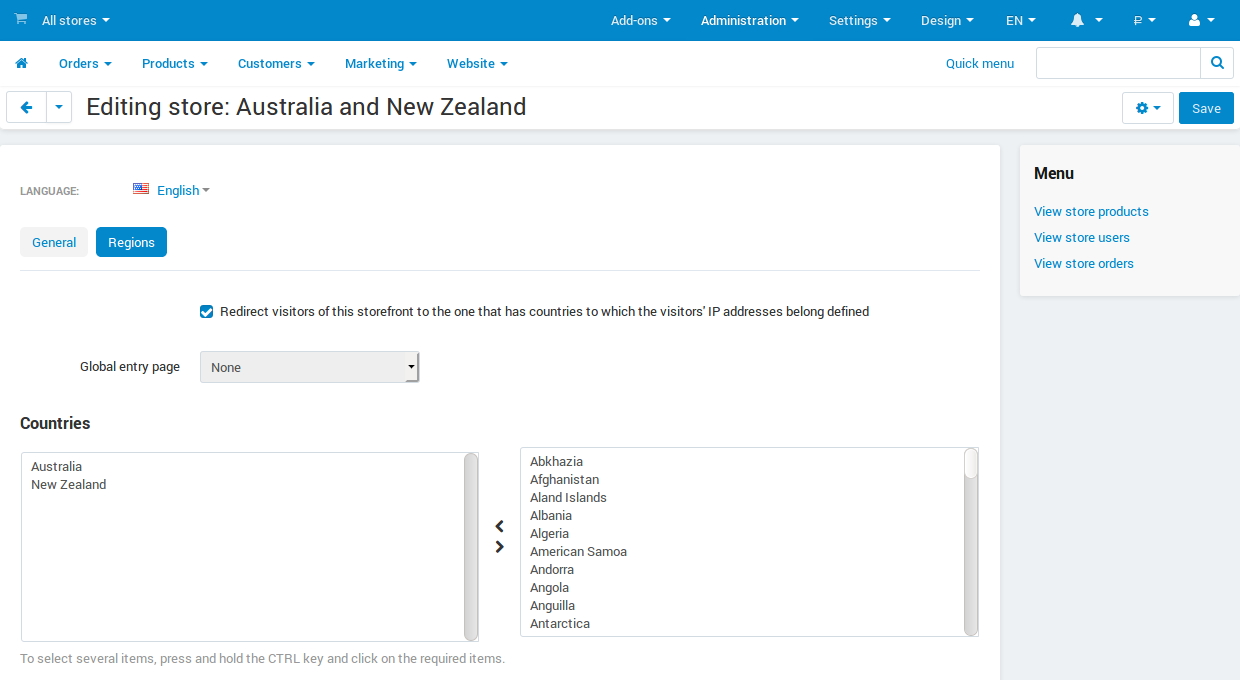 All stores Add-ons Administration Settings Design EN
Orders Products Customers Marketing Website Quick menu
Editing store: Australia and New Zealand Save
LANGUAGE: English
General Regions
Redirect visitors of this storefront to the one that has countries to which the visitors' IP addresses belong defined
Global entry page None
Countries
Australia
New Zealand
Abkhazia
Afghanistan
Aland Islands
Albania
Algeria
American Samoa
Andorra
Angola
Anguilla
Antarctica
To select several items, press and hold the CTRL key and click on the required items.
Menu
View store products
View store users
View store orders